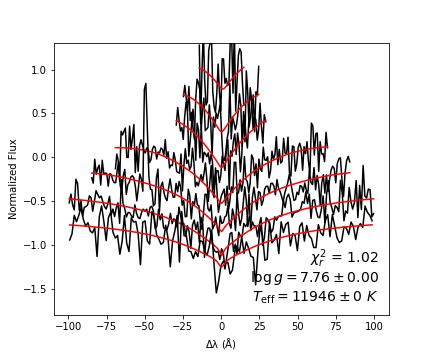 Normalized Flux
1.0
0.5
0.0
−0.5
−1.0
−1.5
χ²ᵣ = 1.02
log g = 7.76 ± 0.00
T_eff = 11946 ± 0 K
−100 −75 −50 −25 0 25 50 75 100
Δλ (Å)